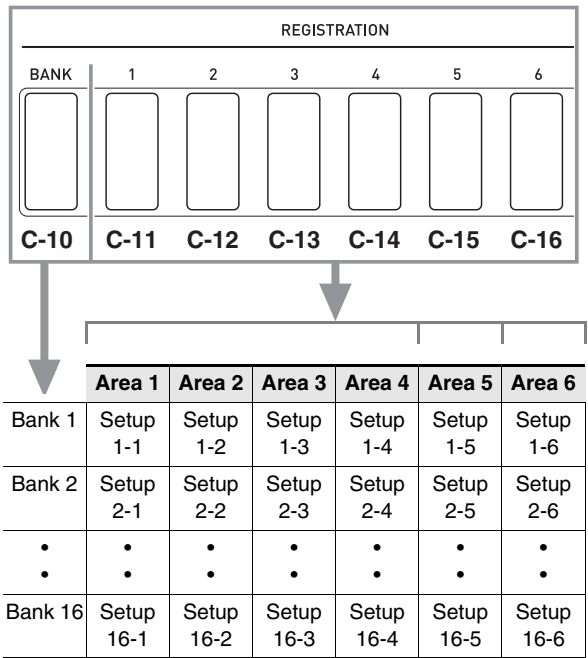 REGISTRATION
BANK 1 2 3 4 5 6
C-10 C-11 C-12 C-13 C-14 C-15 C-16
Area 1 Area 2 Area 3 Area 4 Area 5 Area 6
Bank 1 Setup Setup Setup Setup Setup Setup
1-1 1-2 1-3 1-4 1-5 1-6
Bank 2 Setup Setup Setup Setup Setup Setup
2-1 2-2 2-3 2-4 2-5 2-6
• • • • • • •
• • • • • • •
Bank 16 Setup Setup Setup Setup Setup Setup
16-1 16-2 16-3 16-4 16-5 16-6